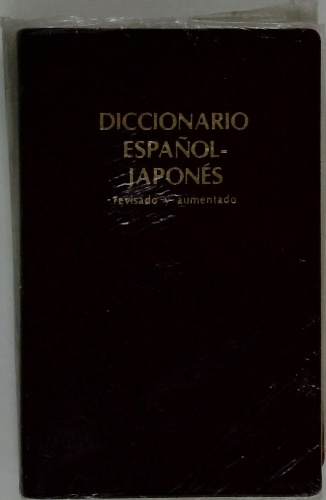 DICCIONARIO
ESPAÑOL-
JAPONÉS
revisado y aumentado